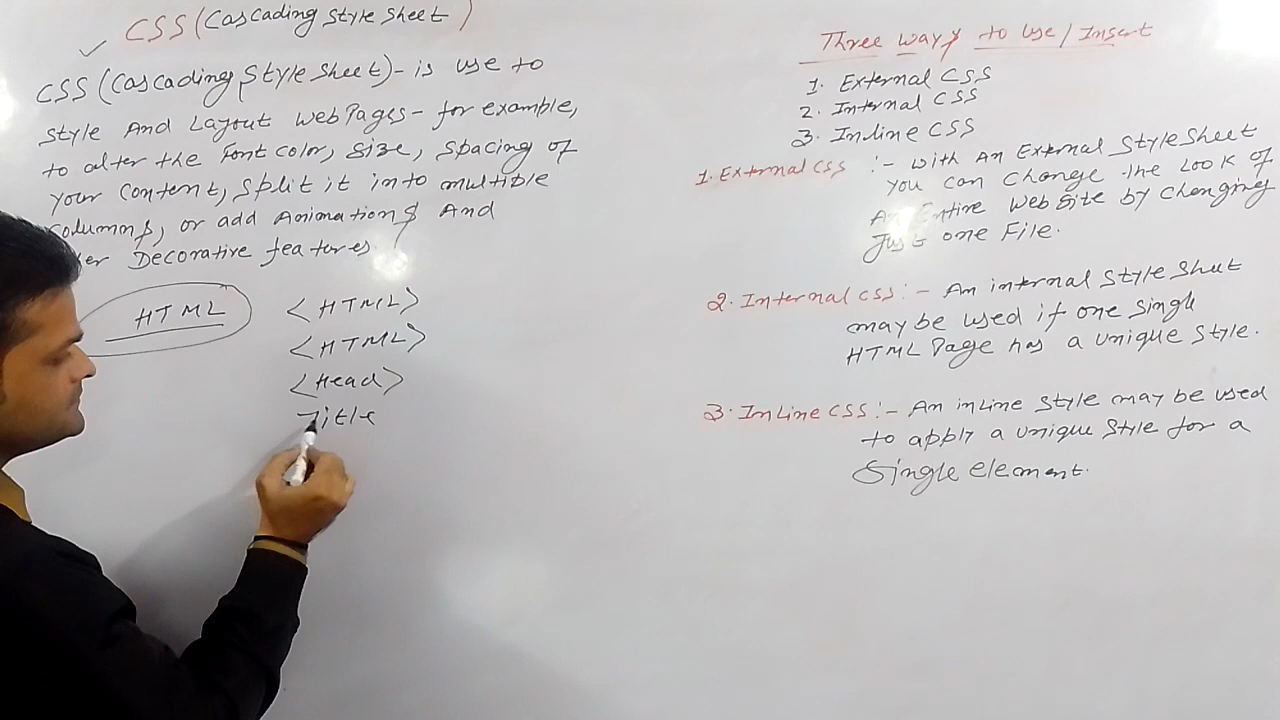 CSS (Cascading Style Sheet)
CSS (Cascading Style Sheet) - is use to
Style And Layout WebPages - for example,
to alter the Font color, Size, Spacing of
your Content, Split it into multiple
columns, or add Animations And
Decorative features.
HTML
<HTML>
<HTML>
<Head>
Title
Three ways to Use / Insert
1. External CSS
2. Internal CSS
3. Inline CSS
1. External CSS :- With An External StyleSheet
you can Change the Look of
An Entire WebSite by Changing
Just one File.
2. Internal CSS :- An internal Style Sheet
may be used if one Single
HTML Page has a unique Style.
3. InLine CSS :- An inline Style may be used
to apply a unique Style for a
Single element.